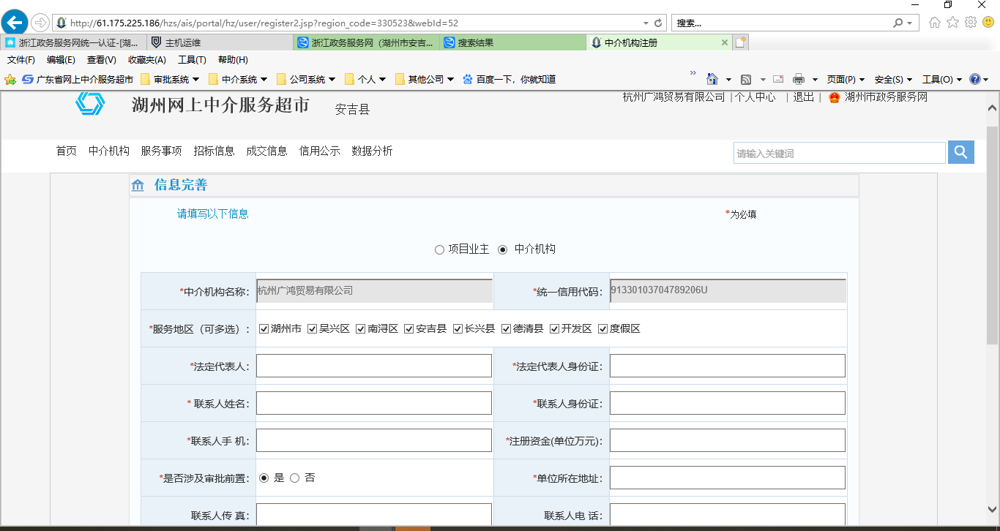 http://61.175.225.186/hzs/ais/portal/hz/user/register2.jsp?region_code=330523&webId=52
搜索...
浙江政务服务网统一认证-[湖... 主机运维 浙江政务服务网（湖州市安吉... 搜索结果 中介机构注册
文件(F) 编辑(E) 查看(V) 收藏夹(A) 工具(T) 帮助(H)
广东省网上中介服务超市 审批系统 中介系统 公司系统 个人 其他公司 百度一下，你就知道 » 页面(P) 安全(S) 工具(O)
湖州网上中介服务超市 安吉县 杭州广鸿贸易有限公司 |个人中心 |退出 | 湖州市政务服务网
首页 中介机构 服务事项 招标信息 成交信息 信用公示 数据分析 请输入关键词
信息完善
请填写以下信息 *为必填
项目业主 中介机构
*中介机构名称: 杭州广鸿贸易有限公司 *统一信用代码: 91330103704789206U
*服务地区（可多选）: 湖州市 吴兴区 南浔区 安吉县 长兴县 德清县 开发区 度假区
*法定代表人: *法定代表人身份证:
* 联系人姓名: *联系人身份证:
*联系人手 机: *注册资金(单位万元):
*是否涉及审批前置: 是 否 *单位所在地址:
联系人传 真: 联系人电 话: